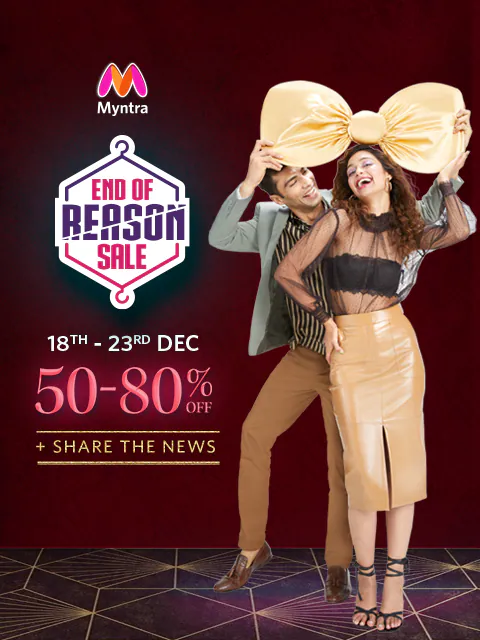 Myntra
END OF
REASON
SALE
18TH - 23RD DEC
50-80% OFF
+ SHARE THE NEWS